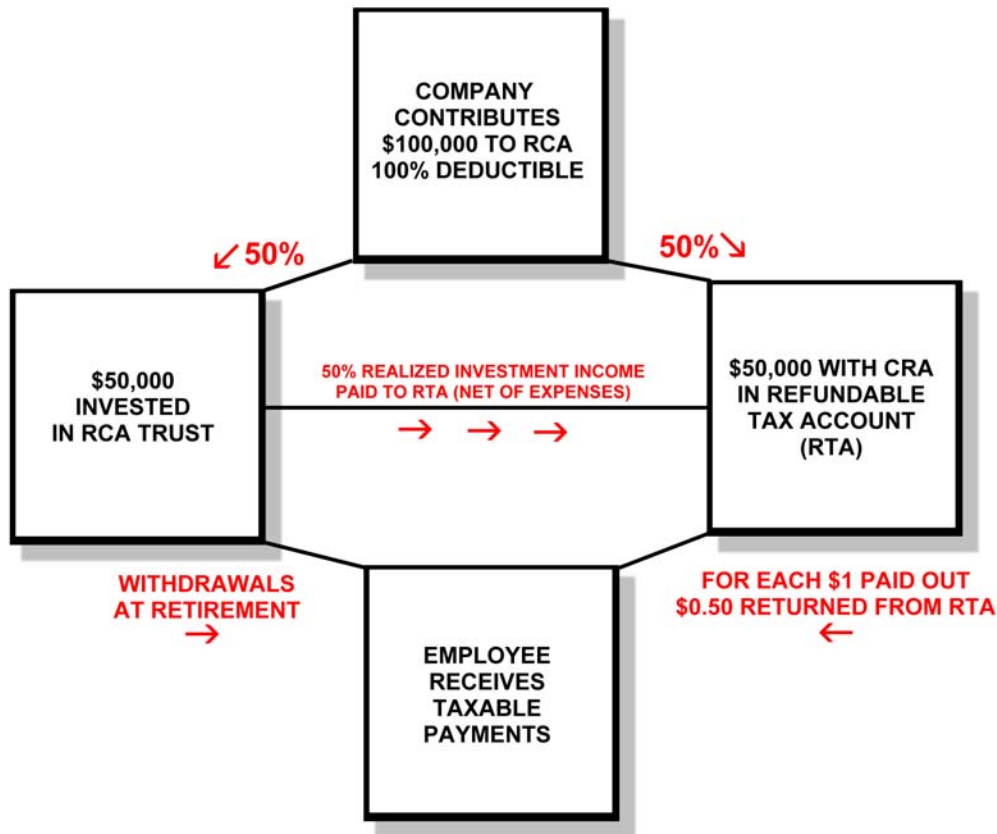 COMPANY
CONTRIBUTES
$100,000 TO RCA
100% DEDUCTIBLE
↙ 50%
50% ↘
$50,000
INVESTED
IN RCA TRUST
50% REALIZED INVESTMENT INCOME
PAID TO RTA (NET OF EXPENSES)
→ → →
$50,000 WITH CRA
IN REFUNDABLE
TAX ACCOUNT
(RTA)
WITHDRAWALS
AT RETIREMENT
→
FOR EACH $1 PAID OUT
$0.50 RETURNED FROM RTA
←
EMPLOYEE
RECEIVES
TAXABLE
PAYMENTS